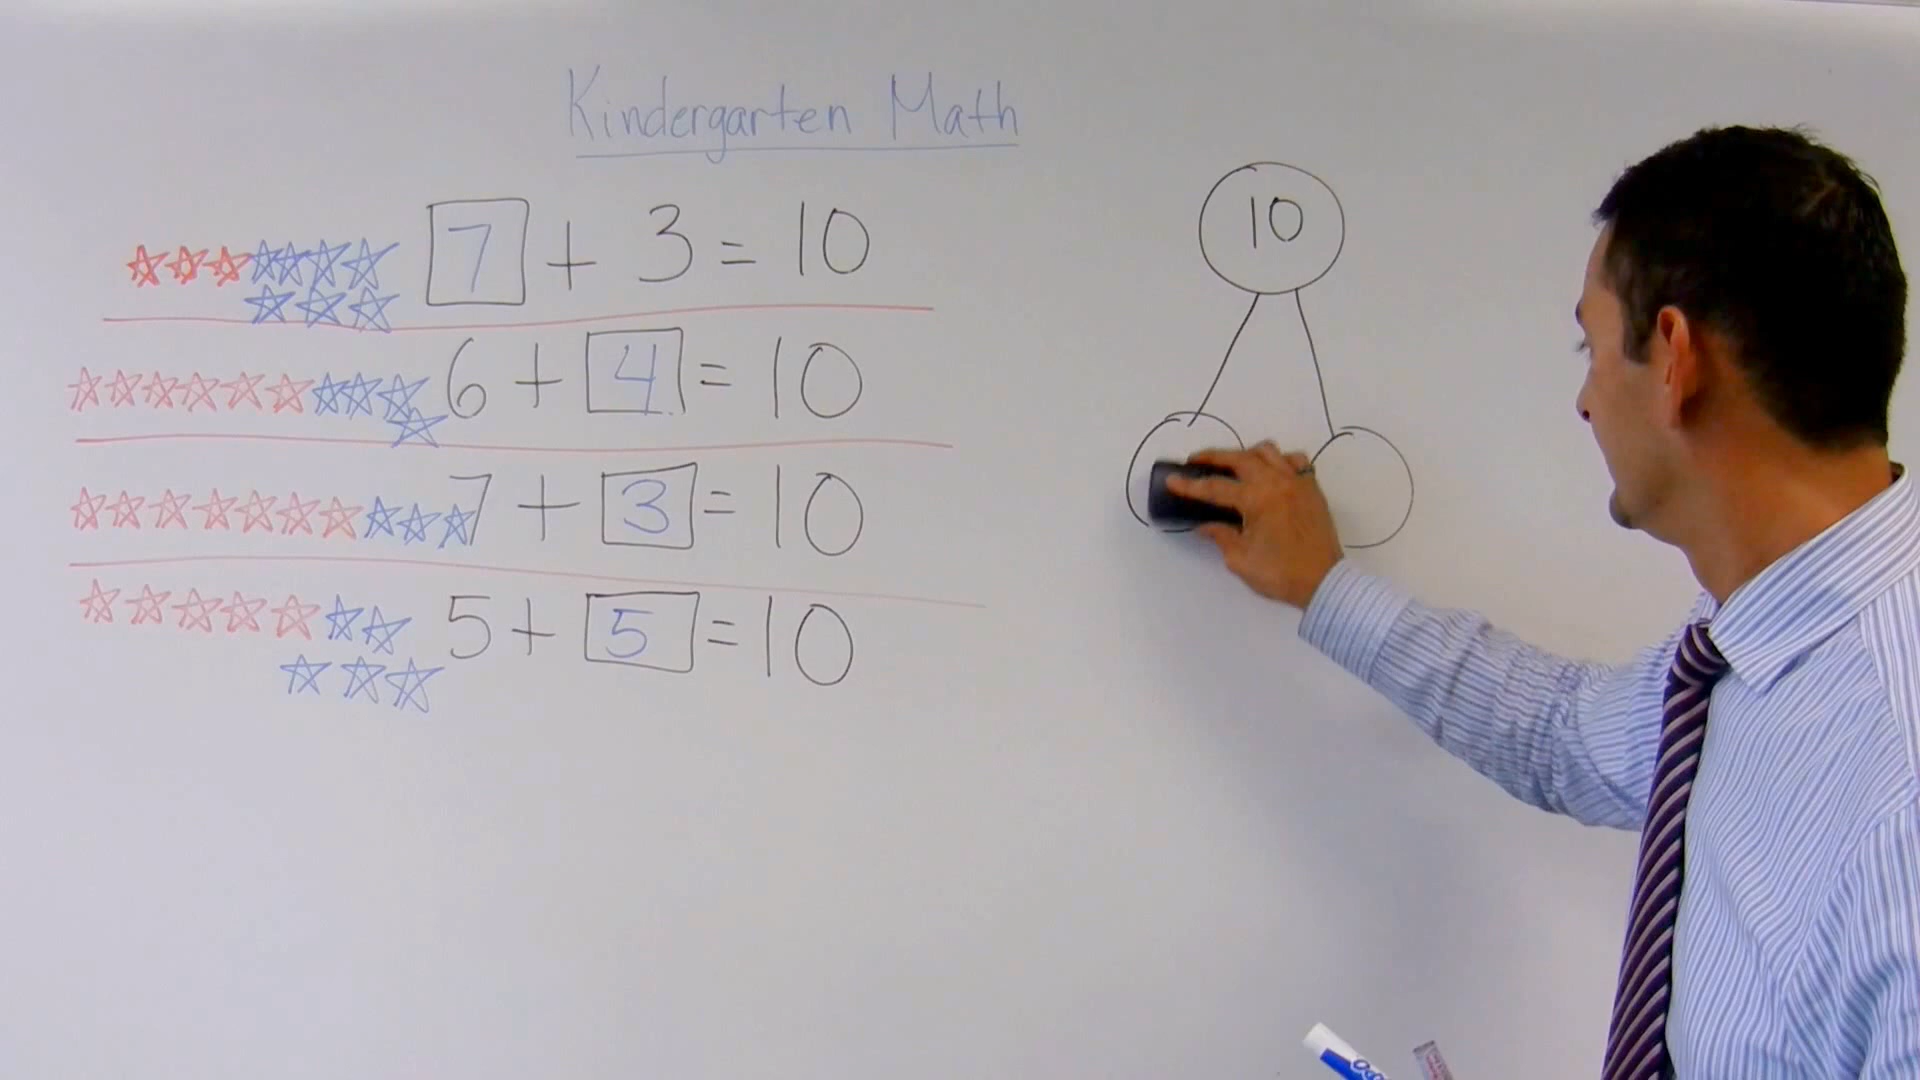 Kindergarten Math
7 + 3 = 10
6 + 4 = 10
7 + 3 = 10
5 + 5 = 10
10